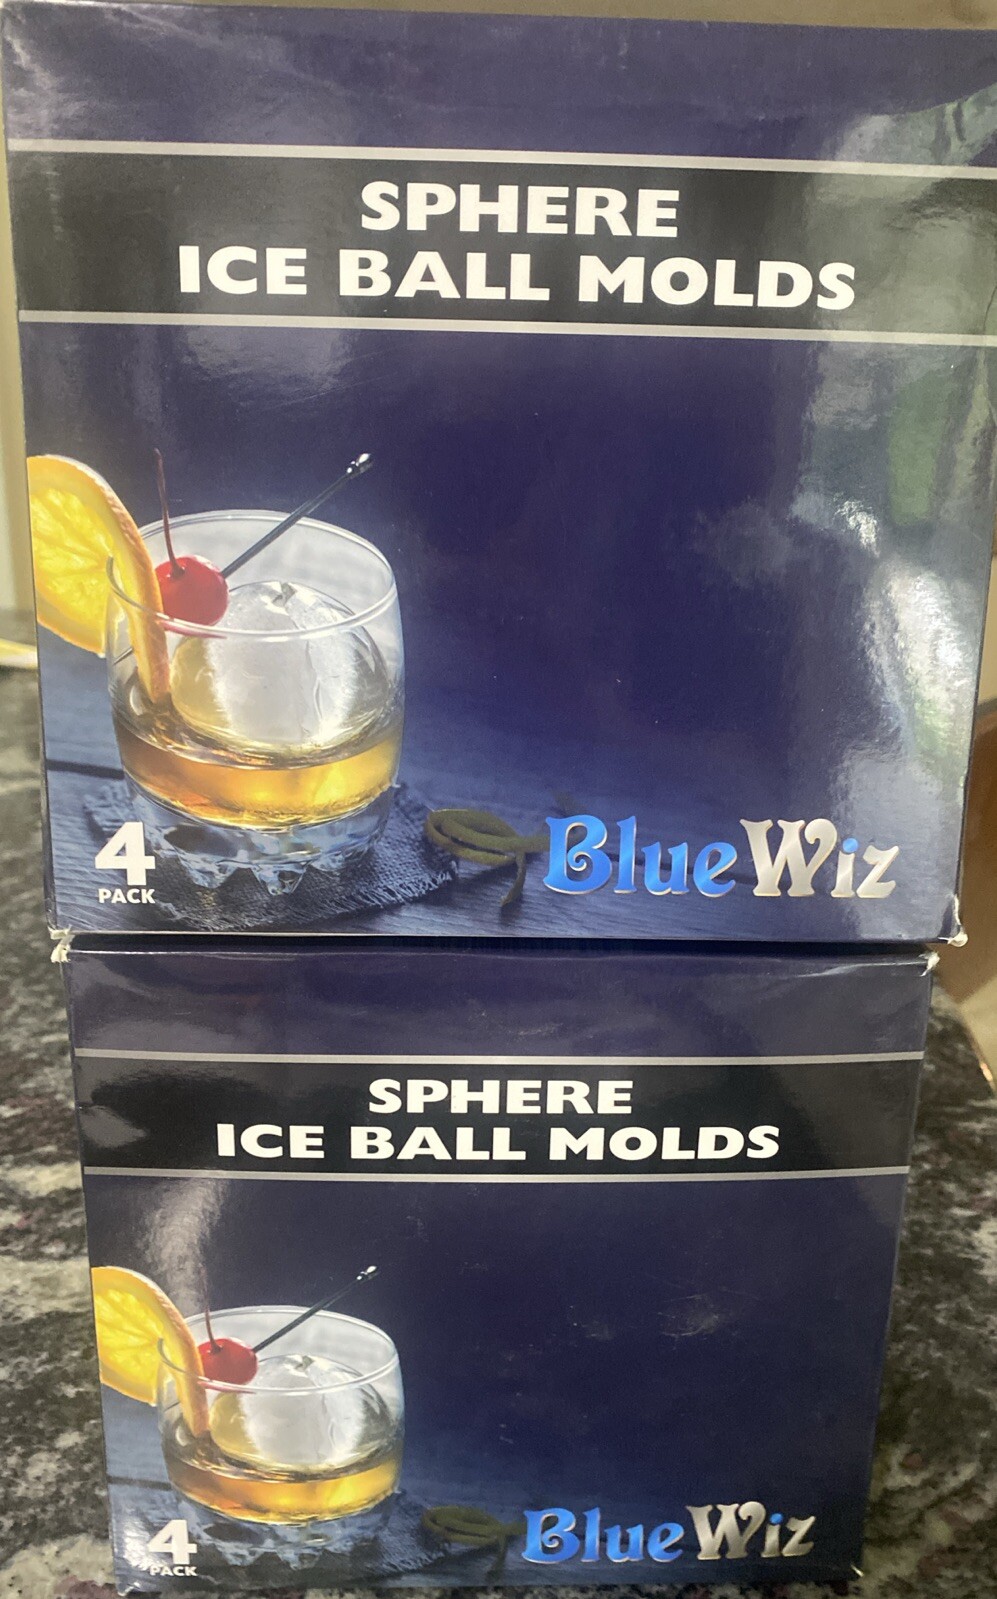 SPHERE
ICE BALL MOLDS
4
PACK
BlueWiz
SPHERE
ICE BALL MOLDS
4
PACK
BlueWiz